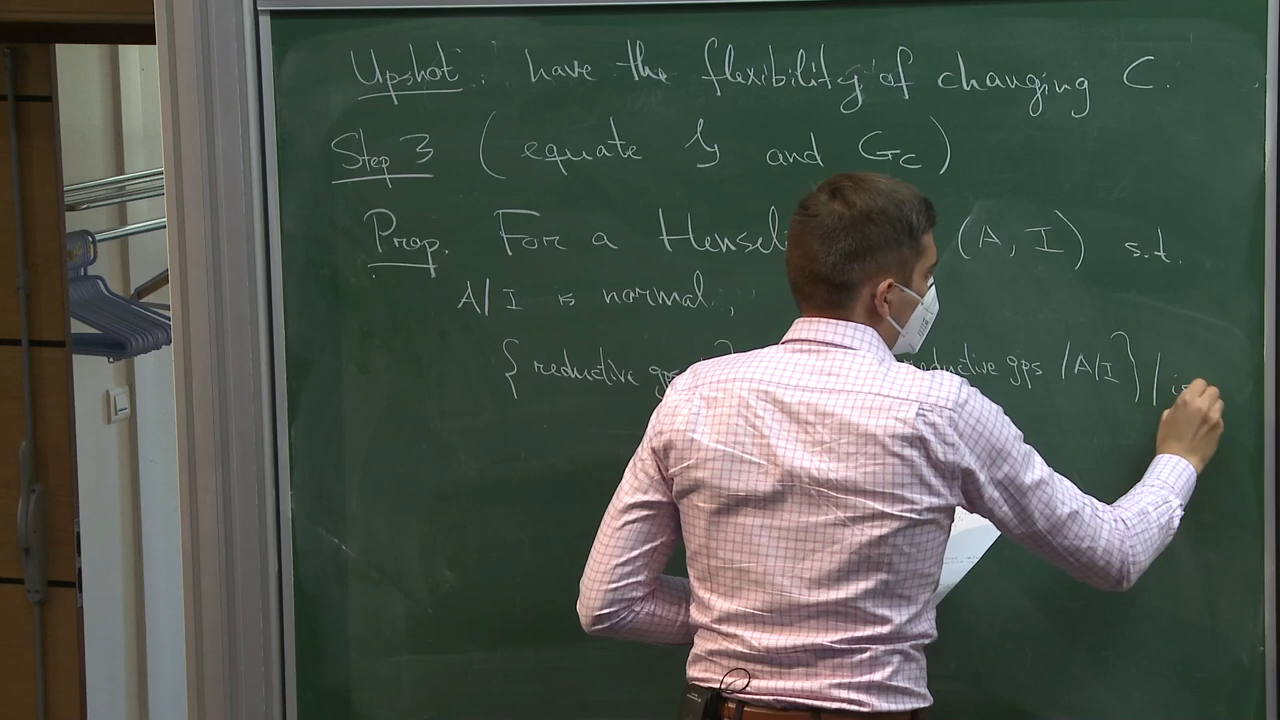 Upshot: have the flexibility of changing C.
Step 3 (equate 𝒢 and G_C)
Prop. For a Hensel (A, I) s.t.
A/I is normal,
{reductive gps reductive gps /A/I}/